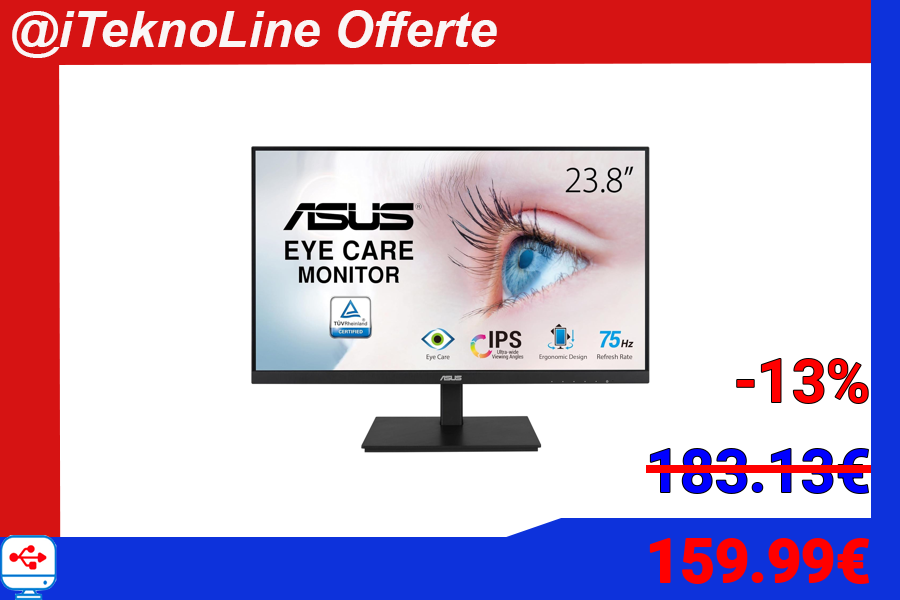 @iTeknoLine Offerte
23.8"
ASUS®
EYE CARE
MONITOR
TÜVRheinland
CERTIFIED
Eye Care
IPS
Ultra-wide
Viewing Angles
Ergonomic Design
75Hz
Refresh Rate
ASUS
-13%
183.13€
159.99€